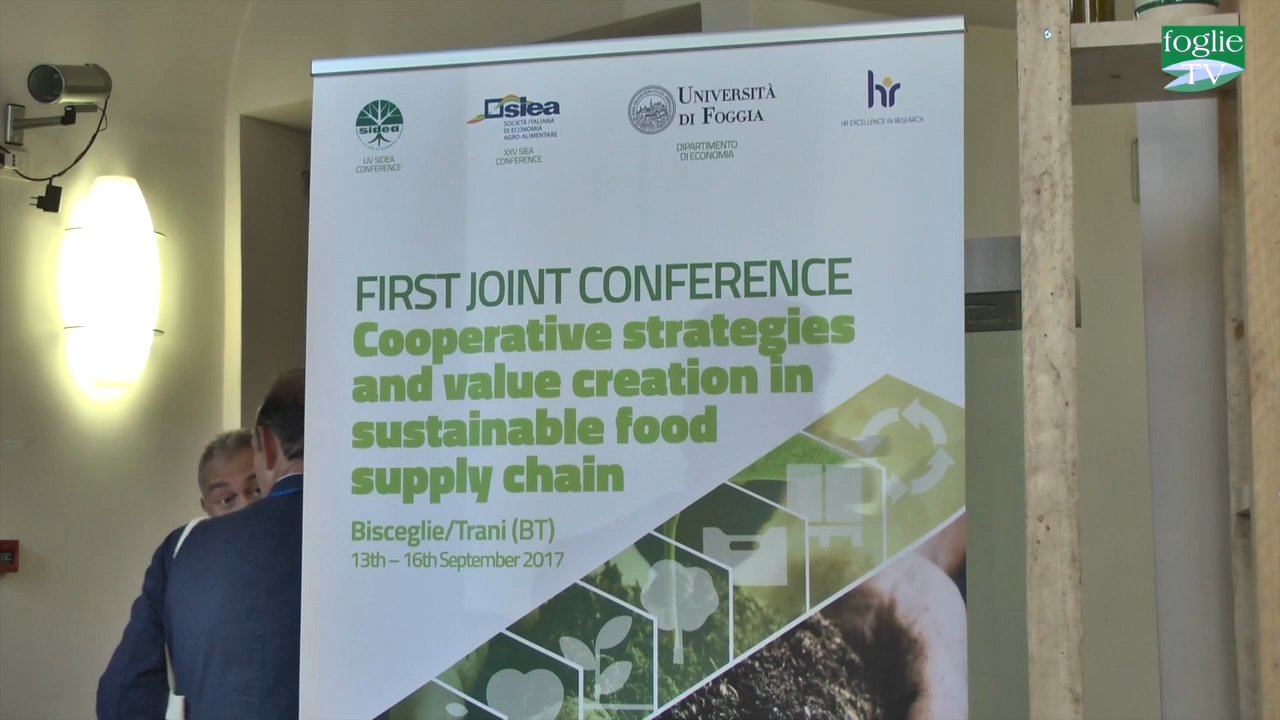 foglie
TV
sidea
LIV SIDEA
CONFERENCE
siea
SOCIETÀ ITALIANA
DI ECONOMIA
AGRO-ALIMENTARE
XXV SIEA
CONFERENCE
UNIVERSITÀ
DI FOGGIA
DIPARTIMENTO
DI ECONOMIA
hr
HR EXCELLENCE IN RESEARCH
FIRST JOINT CONFERENCE
Cooperative strategies
and value creation in
sustainable food
supply chain
Bisceglie/Trani (BT)
13th – 16th September 2017